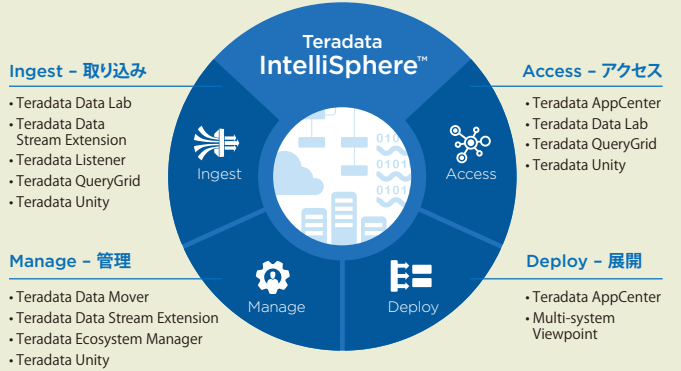 Teradata
IntelliSphere™
Ingest – 取り込み
• Teradata Data Lab
• Teradata Data
Stream Extension
• Teradata Listener
• Teradata QueryGrid
• Teradata Unity
Access – アクセス
• Teradata AppCenter
• Teradata Data Lab
• Teradata QueryGrid
• Teradata Unity
Ingest
Access
010
0101
0101
Manage
Deploy
Manage – 管理
• Teradata Data Mover
• Teradata Data Stream Extension
• Teradata Ecosystem Manager
• Teradata Unity
Deploy – 展開
• Teradata AppCenter
• Multi-system
Viewpoint